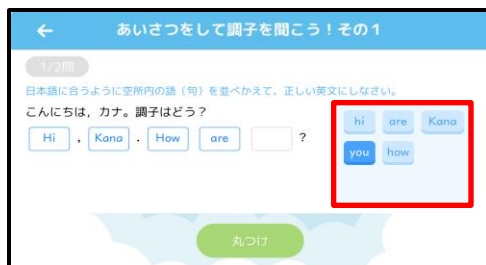 ← あいさつをして調子を聞こう！その1
1/2問
日本語に合うように空所内の語（句）を並べかえて、正しい英文にしなさい。
こんにちは，カナ。調子はどう？
Hi , Kana . How are ?
hi are Kana
you how
丸つけ